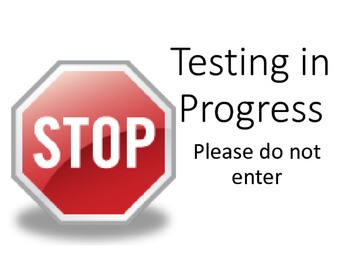 STOP
Testing in
Progress
Please do not
enter